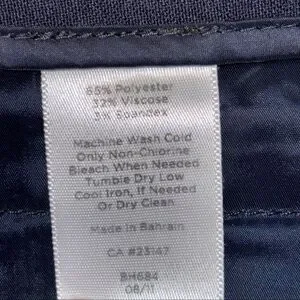 65% Polyester
32% Viscose
3% Spandex
Machine Wash Cold
Only Non-Chlorine
Bleach When Needed
Tumble Dry Low
Cool Iron, If Needed
Or Dry Clean
Made in Bahrain
CA #23147
BH684
08/11